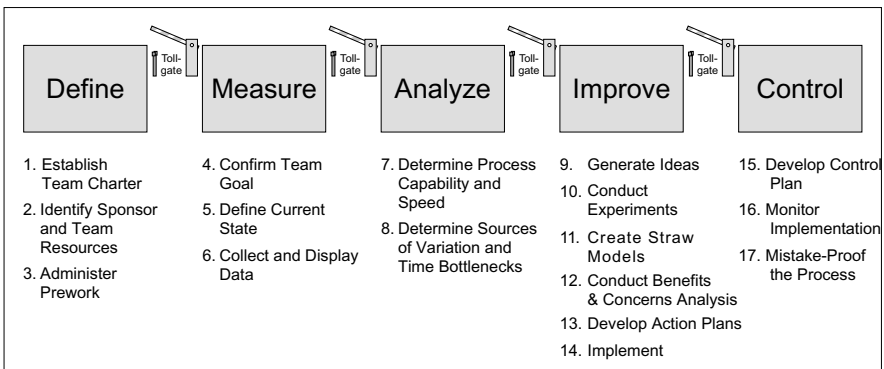 Define
Toll-
gate
Measure
Toll-
gate
Analyze
Toll-
gate
Improve
Toll-
gate
Control
1. Establish
Team Charter
2. Identify Sponsor
and Team
Resources
3. Administer
Prework
4. Confirm Team
Goal
5. Define Current
State
6. Collect and Display
Data
7. Determine Process
Capability and
Speed
8. Determine Sources
of Variation and
Time Bottlenecks
9. Generate Ideas
10. Conduct
Experiments
11. Create Straw
Models
12. Conduct Benefits
& Concerns Analysis
13. Develop Action Plans
14. Implement
15. Develop Control
Plan
16. Monitor
Implementation
17. Mistake-Proof
the Process